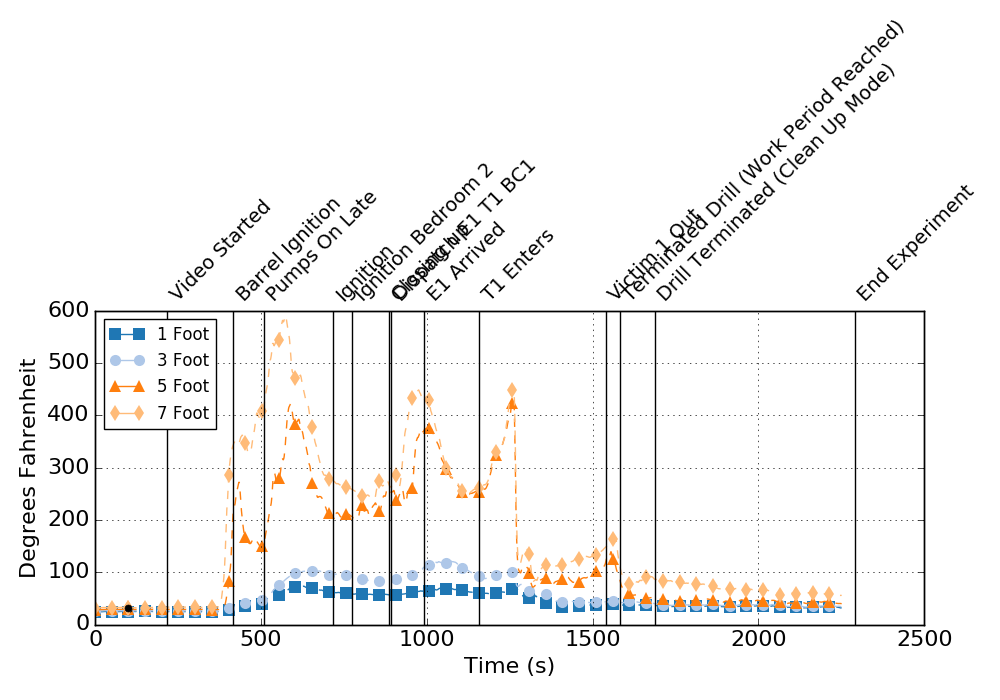 Video Started
Barrel Ignition
Pumps On Late
Ignition
Ignition Bedroom 2
Dispatch E1 T1 BC1
E1 Arrived
T1 Enters
Victim 1 Out
Terminated Drill (Work Period Reached)
Drill Terminated (Clean Up Mode)
End Experiment
600
500
400
300
200
100
0
Degrees Fahrenheit
1 Foot
3 Foot
5 Foot
7 Foot
0
500
1000
1500
2000
2500
Time (s)